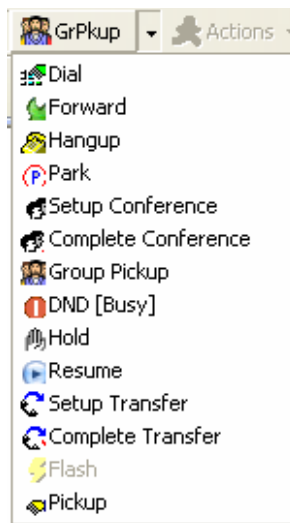 GrPkup Actions
Dial
Forward
Hangup
P Park
Setup Conference
Complete Conference
Group Pickup
DND [Busy]
Hold
Resume
Setup Transfer
Complete Transfer
Flash
Pickup